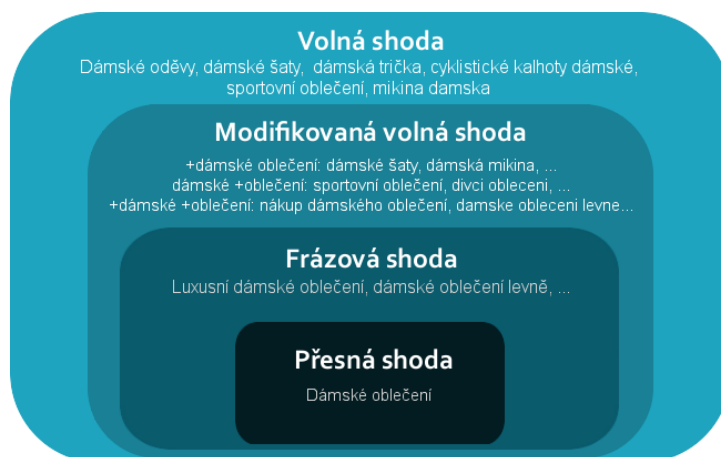 Volná shoda
Dámské oděvy, dámské šaty, dámská trička, cyklistické kalhoty dámské,
sportovní oblečení, mikina damska
Modifikovaná volná shoda
+dámské oblečení: dámské šaty, dámská mikina, ...
dámské +oblečení: sportovní oblečení, divci obleceni, ...
+dámské +oblečení: nákup dámského oblečení, damske obleceni levne...
Frázová shoda
Luxusní dámské oblečení, dámské oblečení levně, ...
Přesná shoda
Dámské oblečení